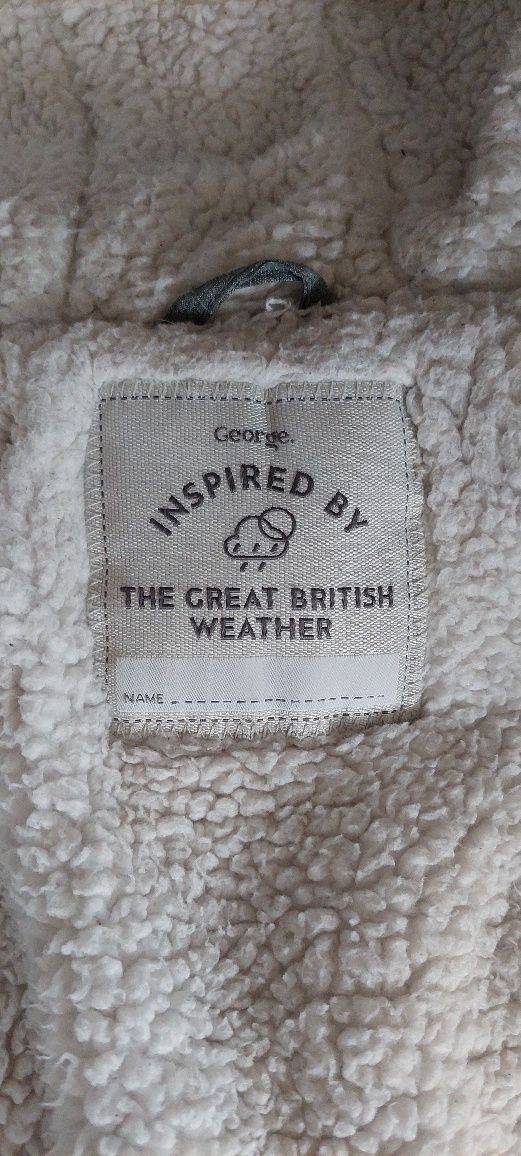 George.
INSPIRED BY
THE GREAT BRITISH
WEATHER
NAME